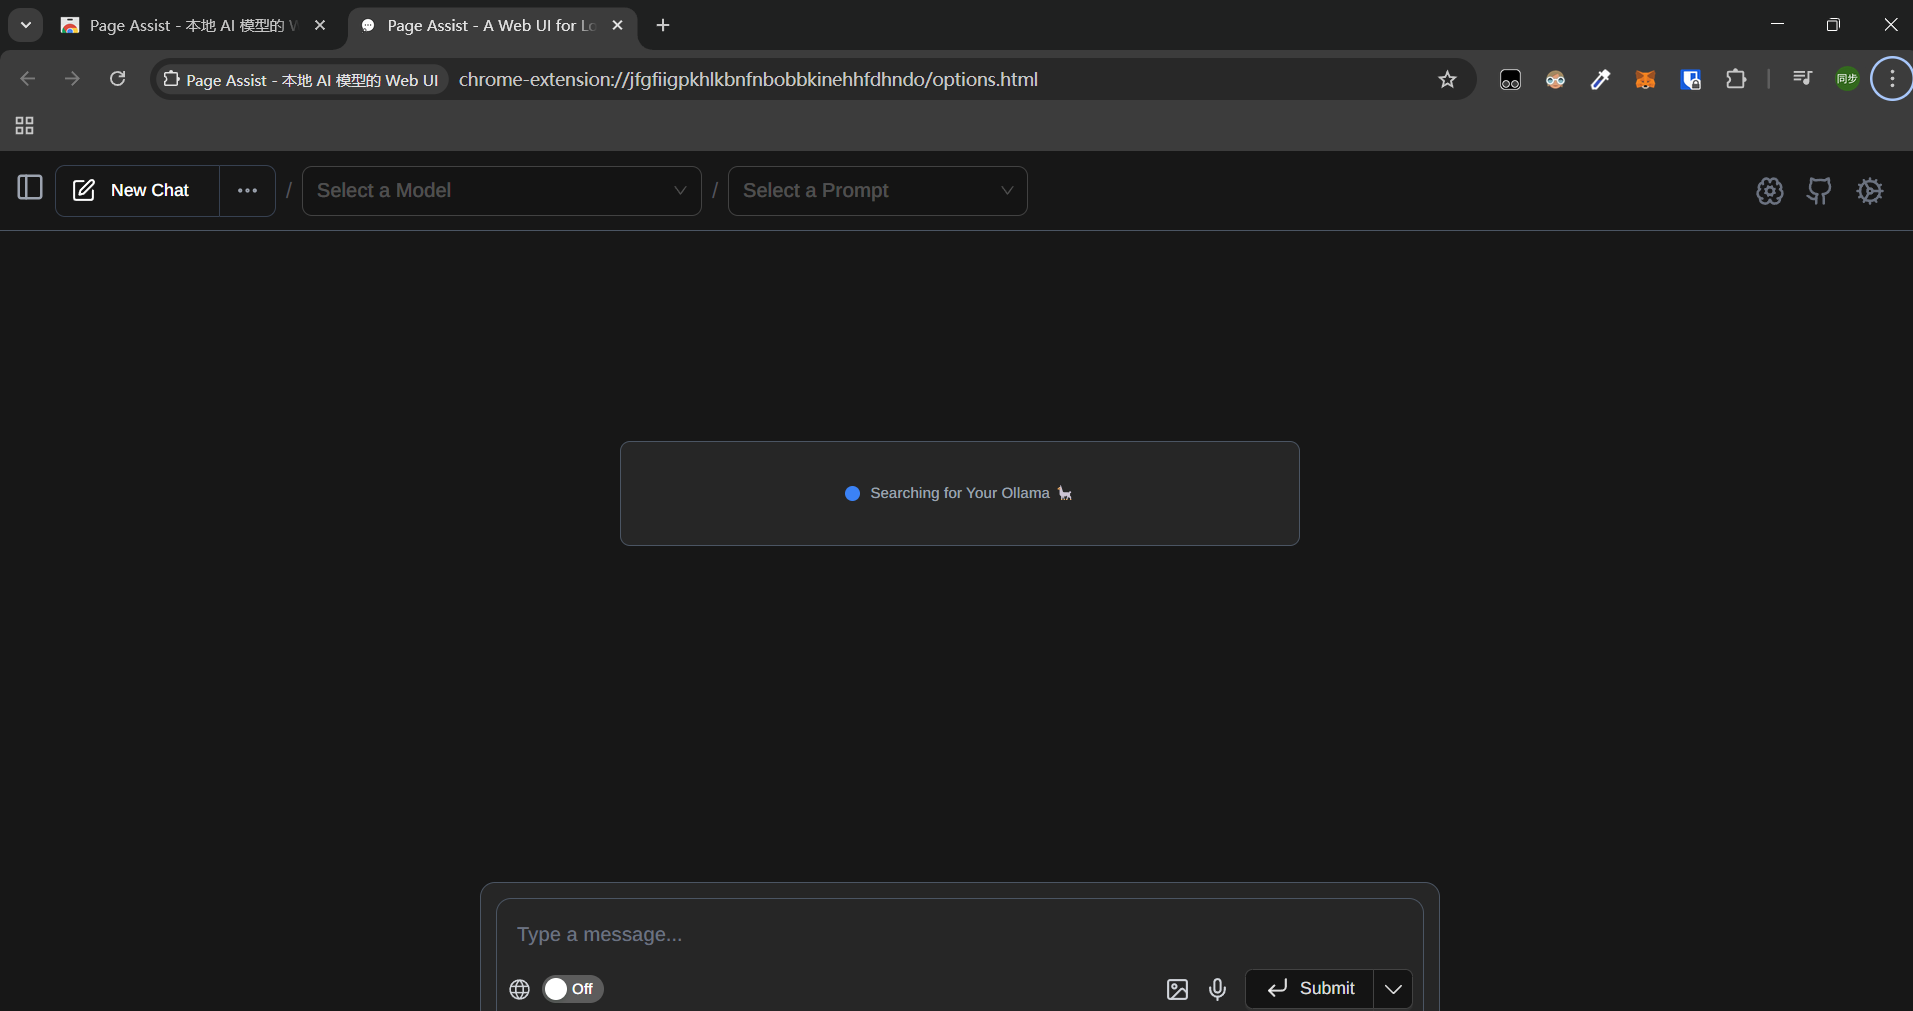 Page Assist - 本地 AI 模型的 W
Page Assist - A Web UI for Lo
Page Assist - 本地 AI 模型的 Web UI
chrome-extension://jfgfiigpkhlkbnfnbobbkinehhfdhndo/options.html
同步
New Chat
/
Select a Model
/
Select a Prompt
Searching for Your Ollama 🦙
Type a message...
Off
Submit